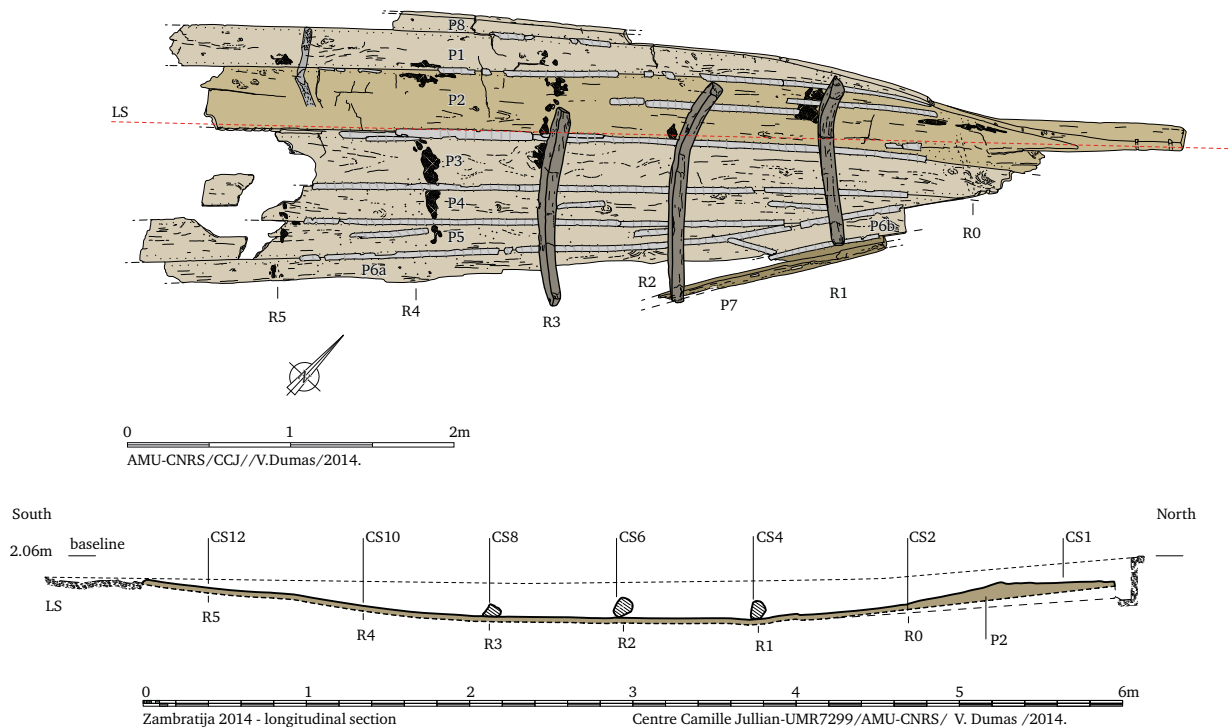 P8
P1
P2
LS
P3
P4
P5
P6b
P6a
R0
R2
R1
P7
R5
R4
R3
N
0 1 2m
AMU-CNRS/CCJ//V.Dumas/2014.
South CS12 CS10 CS8 CS6 CS4 CS2 CS1 North
2.06m baseline
LS
R5 R4 R3 R2 R1 R0 P2
0 1 2 3 4 5 6m
Zambratija 2014 - longitudinal section Centre Camille Jullian-UMR7299/AMU-CNRS/ V. Dumas /2014.